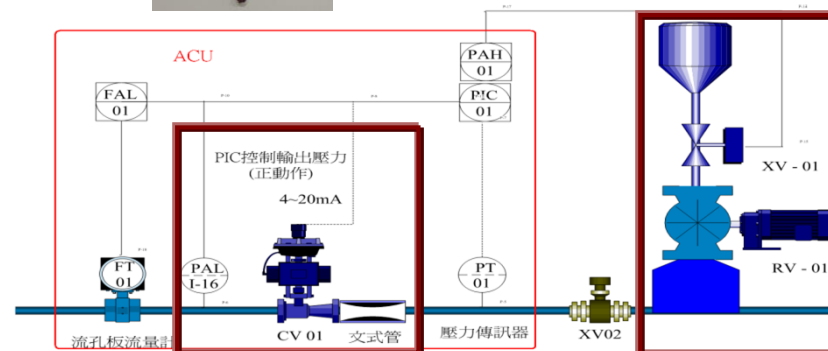 ACU
PAH
01
FAL
01
PIC
01
PIC控制輸出壓力
(正動作)
4~20mA
XV - 01
FT
01
PAL
I-16
PT
01
RV - 01
流孔板流量計
CV 01
文式管
壓力傳訊器
XV02